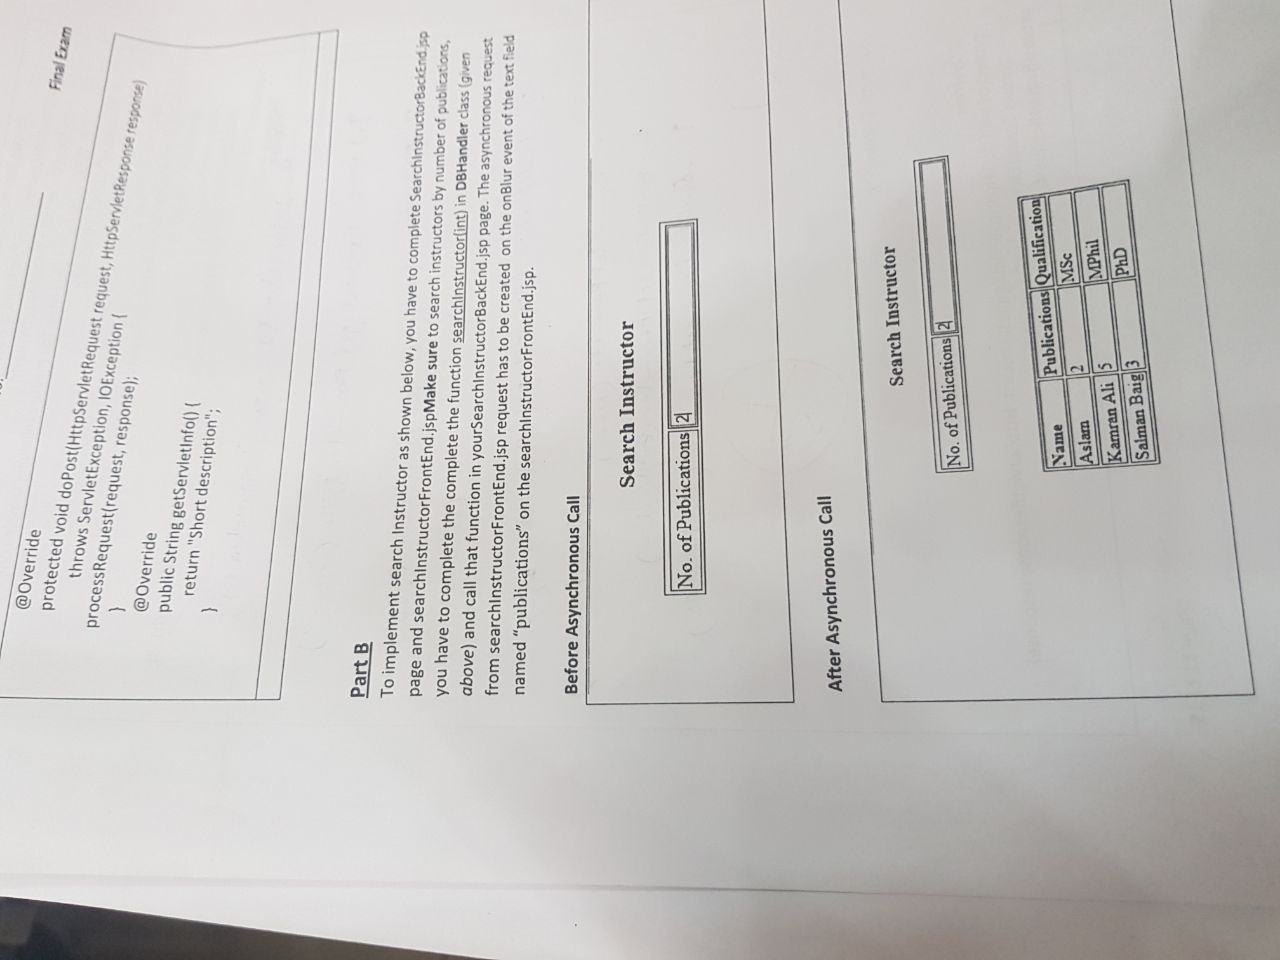 Final Exam
@Override
protected void doPost(HttpServletRequest request, HttpServletResponse response)
throws ServletException, IOException {
processRequest(request, response);
}
@Override
public String getServletInfo() {
return "Short description";
}
Part B
To implement search Instructor as shown below, you have to complete SearchInstructorBackEnd.jsp
page and searchInstructorFrontEnd.jspMake sure to search instructors by number of publications,
you have to complete the complete the function searchInstructor(int) in DBHandler class (given
above) and call that function in yourSearchInstructorBackEnd.jsp page. The asynchronous request
from searchInstructorFrontEnd.jsp request has to be created on the onBlur event of the text field
named “publications” on the searchInstructorFrontEnd.jsp.
Before Asynchronous Call
Search Instructor
No. of Publications 2
After Asynchronous Call
Search Instructor
No. of Publications 2
Name Publications Qualification
Aslam 2 MSc
Kamran Ali 5 MPhil
Salman Baig 3 PhD